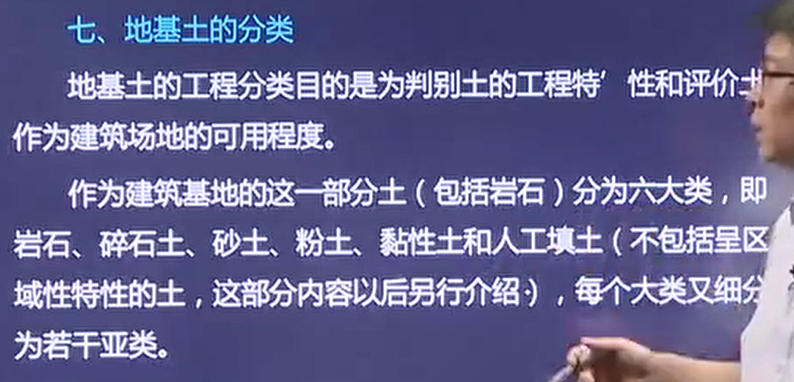 七、地基土的分类
地基土的工程分类目的是为判别土的工程特’性和评价土
作为建筑场地的可用程度。
作为建筑基地的这一部分土（包括岩石）分为六大类，即
岩石、碎石土、砂土、粉土、黏性土和人工填土（不包括呈区
域性特性的土，这部分内容以后另行介绍·），每个大类又细分
为若干亚类。